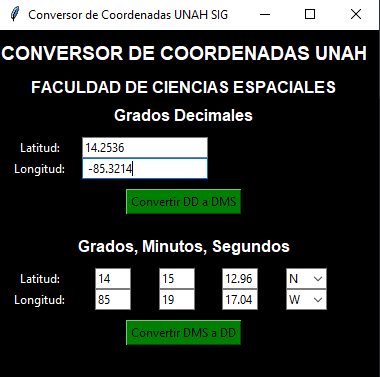 Conversor de Coordenadas UNAH SIG
CONVERSOR DE COORDENADAS UNAH
FACULDAD DE CIENCIAS ESPACIALES
Grados Decimales
Latitud: 14.2536
Longitud: -85.3214
Convertir DD a DMS
Grados, Minutos, Segundos
Latitud: 14 15 12.96 N
Longitud: 85 19 17.04 W
Convertir DMS a DD